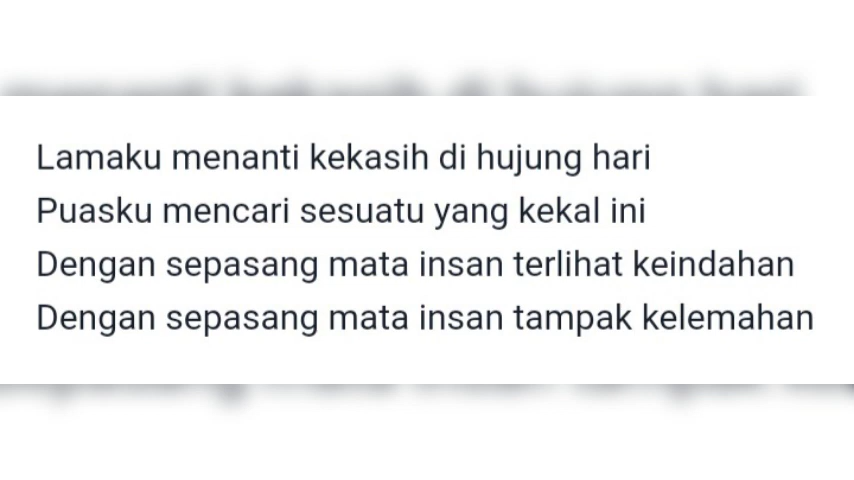 Lamaku menanti kekasih di hujung hari
Puasku mencari sesuatu yang kekal ini
Dengan sepasang mata insan terlihat keindahan
Dengan sepasang mata insan tampak kelemahan